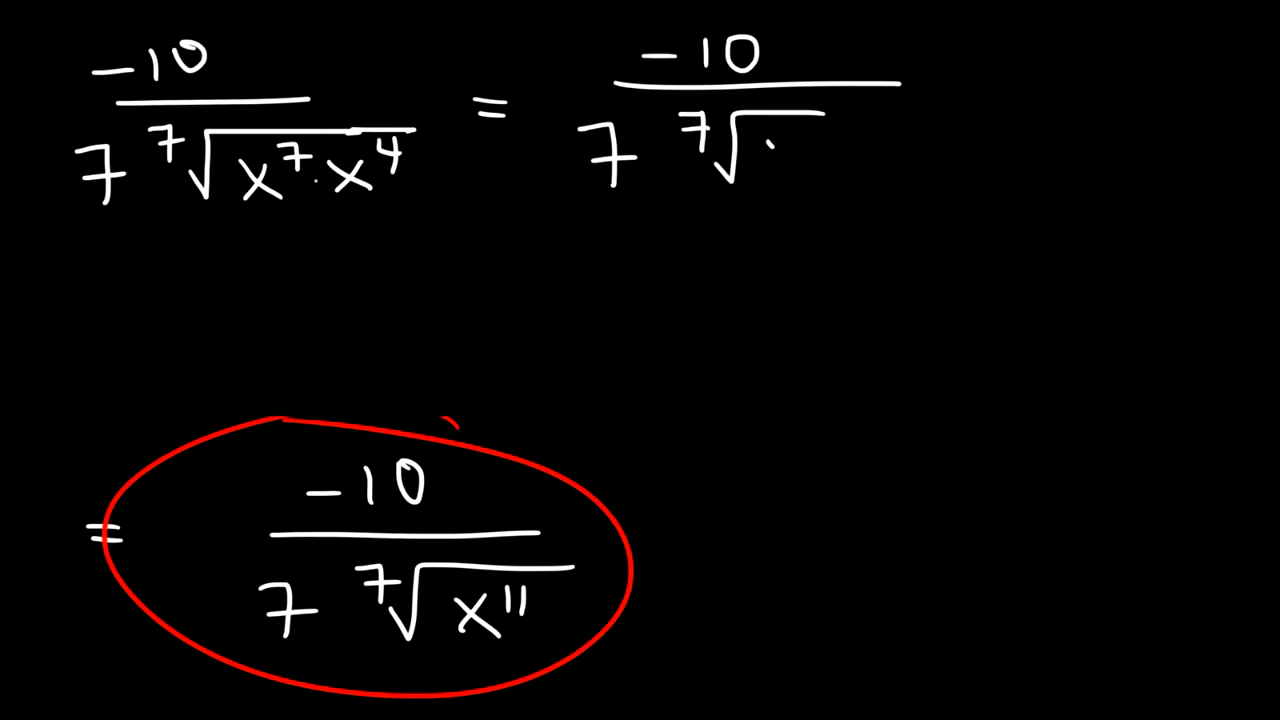 -10 / 7 ⁷√(x⁷ · x⁴) = -10 / 7 ⁷√
= -10 / 7 ⁷√(x¹¹)